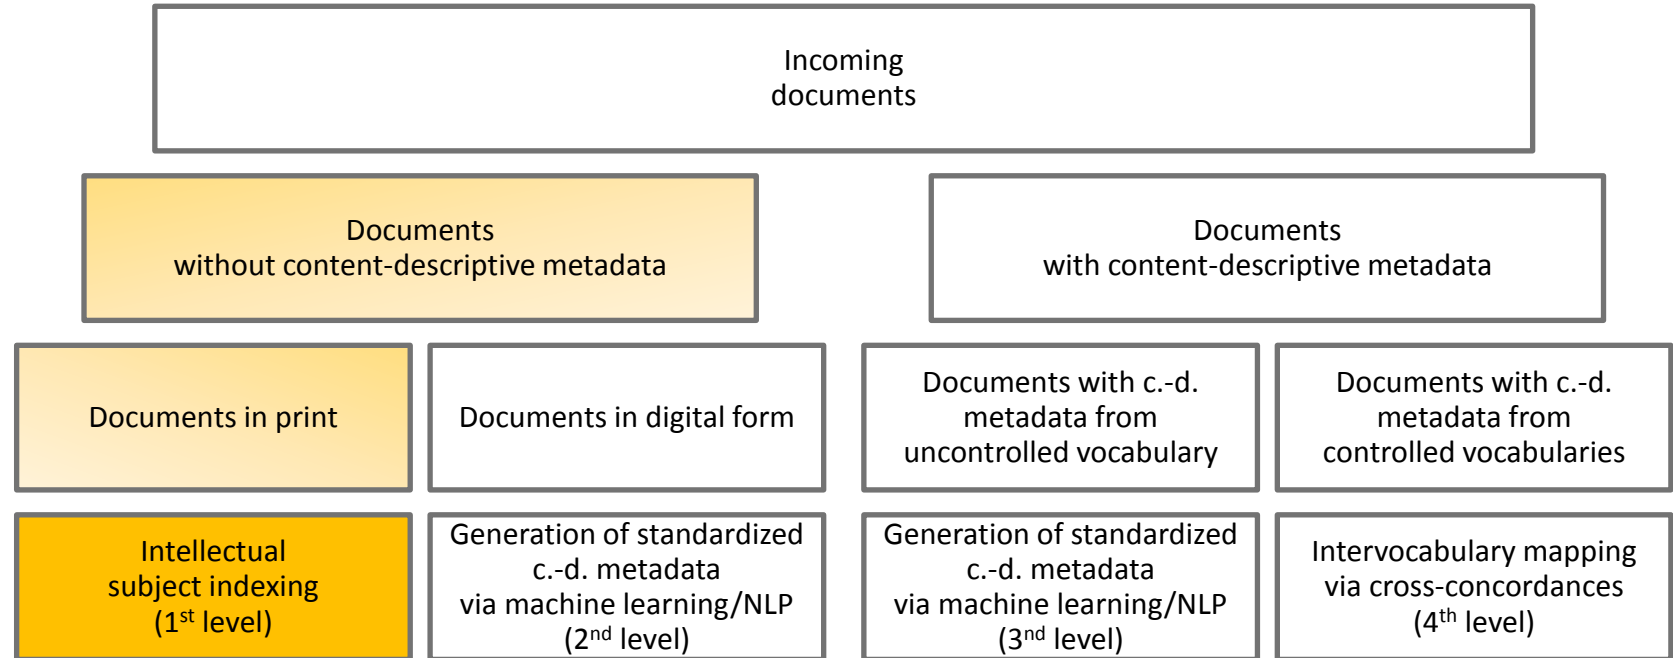 Incoming
documents
Documents
without content-descriptive metadata
Documents
with content-descriptive metadata
Documents in print
Documents in digital form
Documents with c.-d.
metadata from
uncontrolled vocabulary
Documents with c.-d.
metadata from
controlled vocabularies
Intellectual
subject indexing
(1st level)
Generation of standardized
c.-d. metadata
via machine learning/NLP
(2nd level)
Generation of standardized
c.-d. metadata
via machine learning/NLP
(3nd level)
Intervocabulary mapping
via cross-concordances
(4th level)